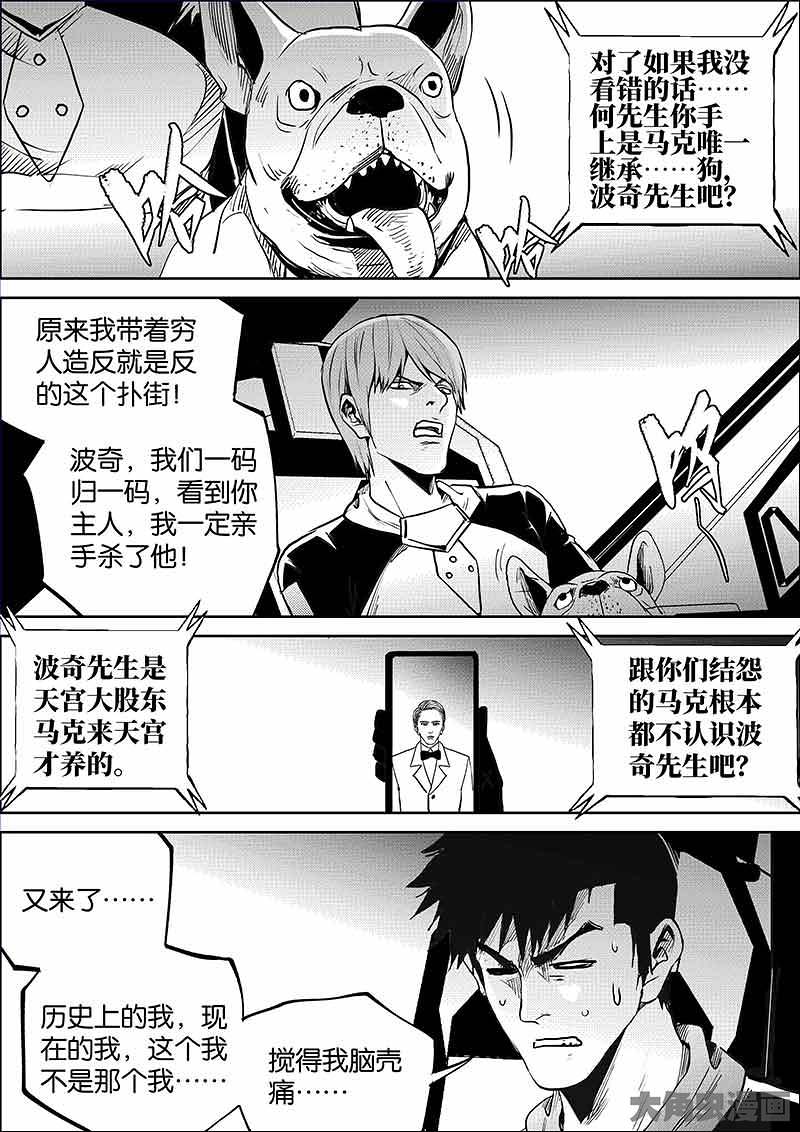 对了如果我没
看错的话……
何先生你手
上是马克唯一
继承……狗，
波奇先生吧？
哈
哈
原来我带着穷
人造反就是反
的这个扑街！
波奇，我们一码
归一码，看到你
主人，我一定亲
手杀了他！
哈
哈
波奇先生是
天宫大股东
马克来天宫
才养的。
跟你们结怨
的马克根本
都不认识波
奇先生吧？
又来了……
历史上的我，现
在的我，这个我
不是那个我……
搅得我脑壳
痛……
大角虫漫画